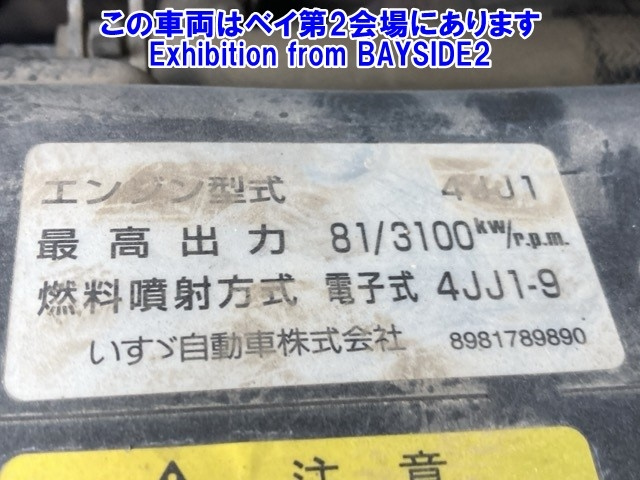 この車両はベイ第2会場にあります
Exhibition from BAYSIDE2
エンジン型式 4JJ1
最高出力 81/3100kw/r.p.m.
燃料噴射方式 電子式 4JJ1-9
いすゞ自動車株式会社 8981789890
注意